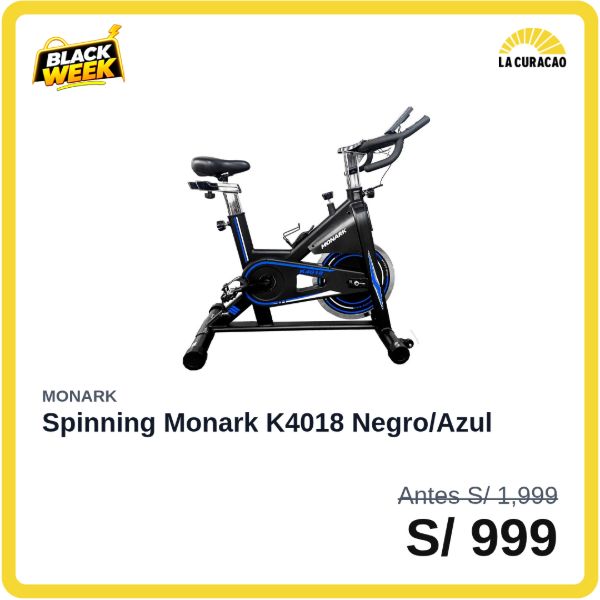 BLACK
WEEK
LA CURACAO
MONARK
K4018
MONARK
Spinning Monark K4018 Negro/Azul
Antes S/ 1,999
S/ 999